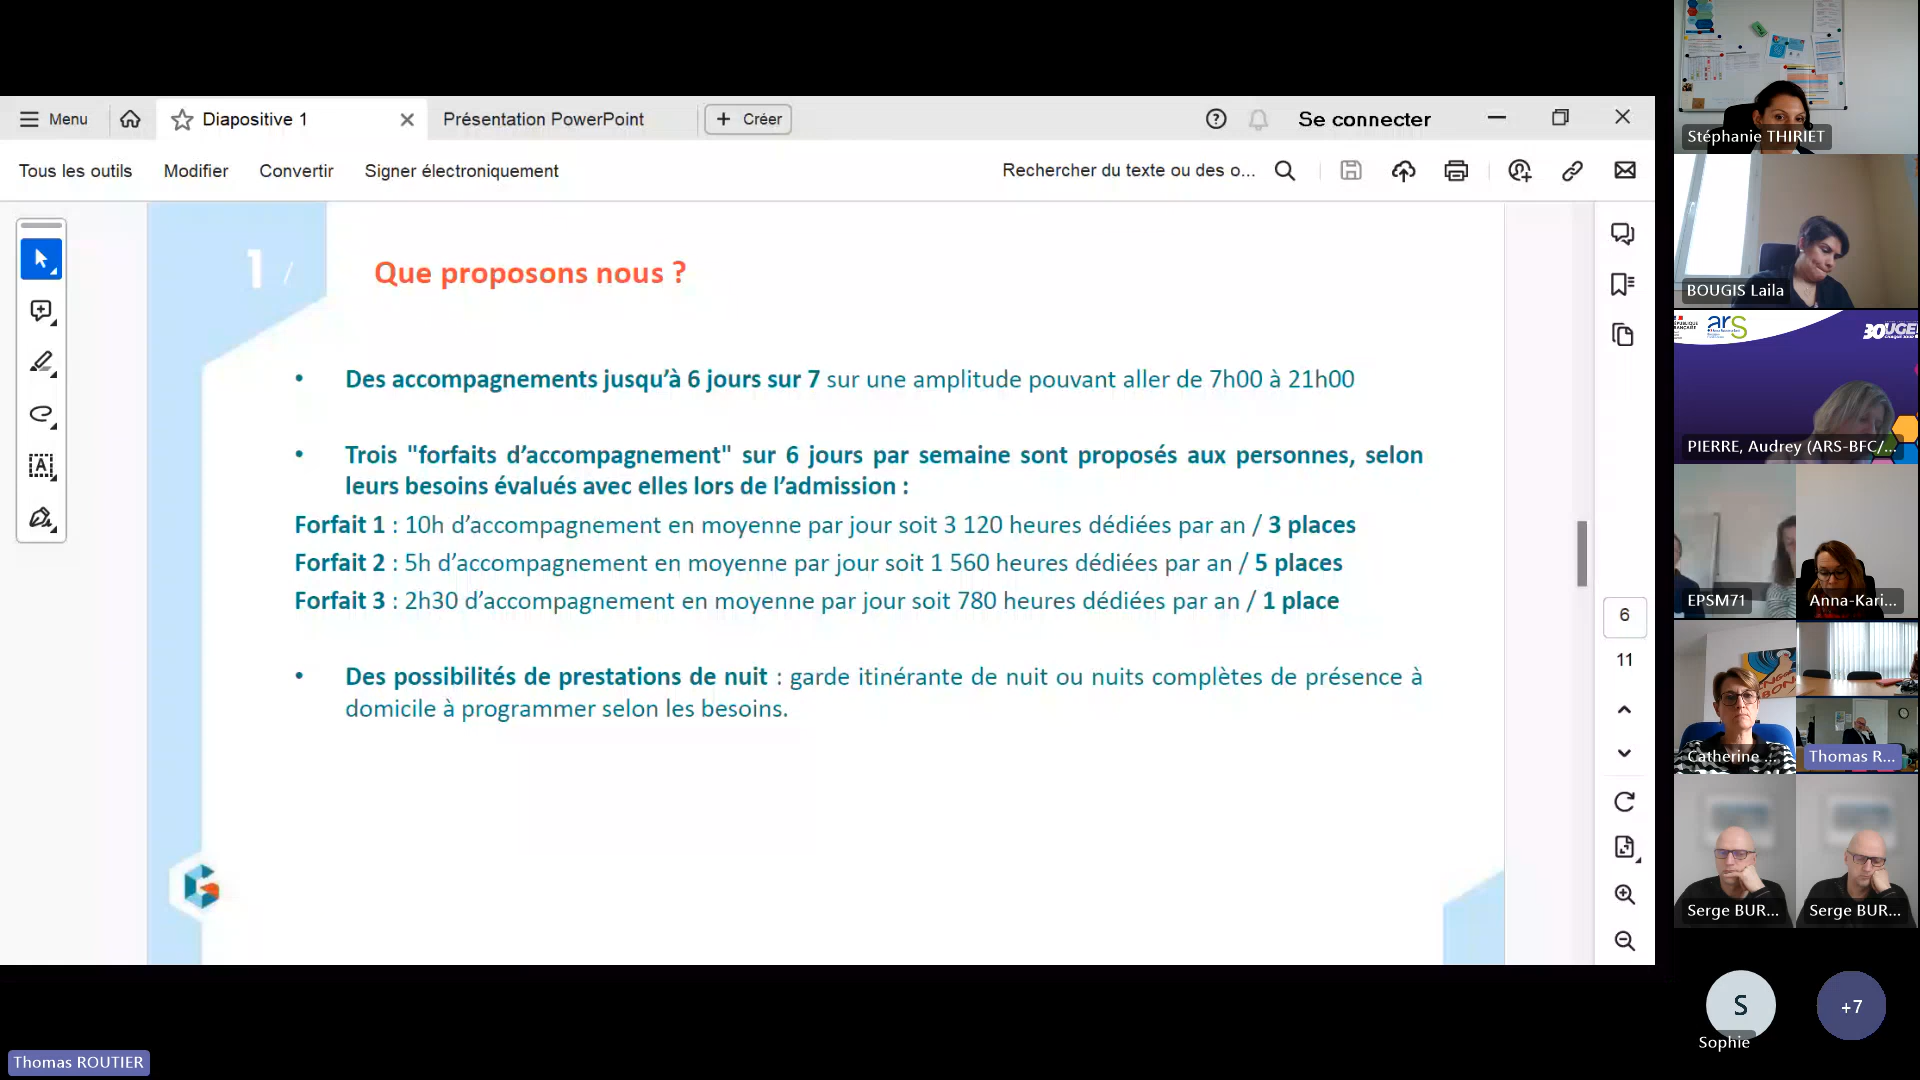 Menu
Diapositive 1
Présentation PowerPoint
Créer
Se connecter
Tous les outils
Modifier
Convertir
Signer électroniquement
Rechercher du texte ou des o...
1 /
Que proposons nous ?
• Des accompagnements jusqu’à 6 jours sur 7 sur une amplitude pouvant aller de 7h00 à 21h00
• Trois "forfaits d’accompagnement" sur 6 jours par semaine sont proposés aux personnes, selon
leurs besoins évalués avec elles lors de l’admission :
Forfait 1 : 10h d’accompagnement en moyenne par jour soit 3 120 heures dédiées par an / 3 places
Forfait 2 : 5h d’accompagnement en moyenne par jour soit 1 560 heures dédiées par an / 5 places
Forfait 3 : 2h30 d’accompagnement en moyenne par jour soit 780 heures dédiées par an / 1 place
• Des possibilités de prestations de nuit : garde itinérante de nuit ou nuits complètes de présence à
domicile à programmer selon les besoins.
6
11
Stéphanie THIRIET
BOUGIS Laila
ars
PIERRE, Audrey (ARS-BFC/...
EPSM71
Anna-Kari...
Catherine ...
Thomas R...
Serge BUR...
Serge BUR...
S
Sophie
+7
Thomas ROUTIER